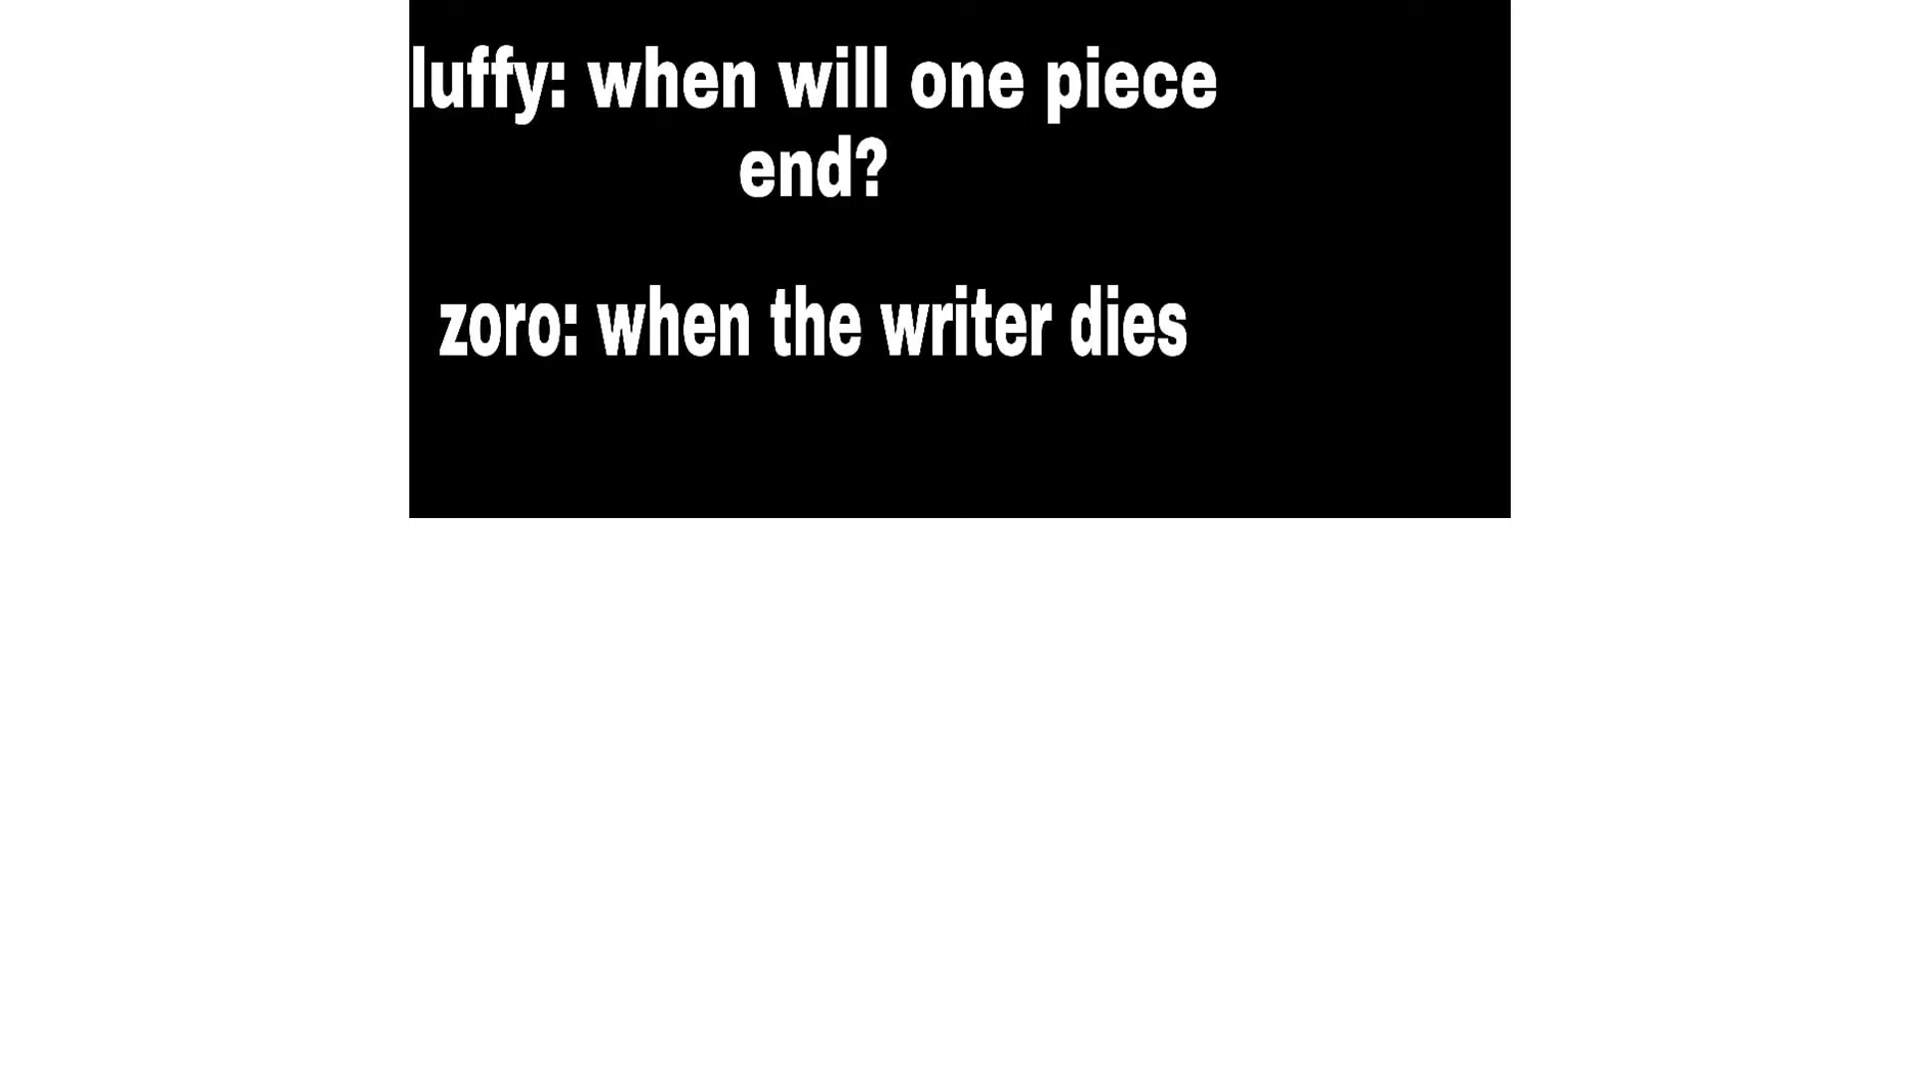 luffy: when will one piece
end?
zoro: when the writer dies